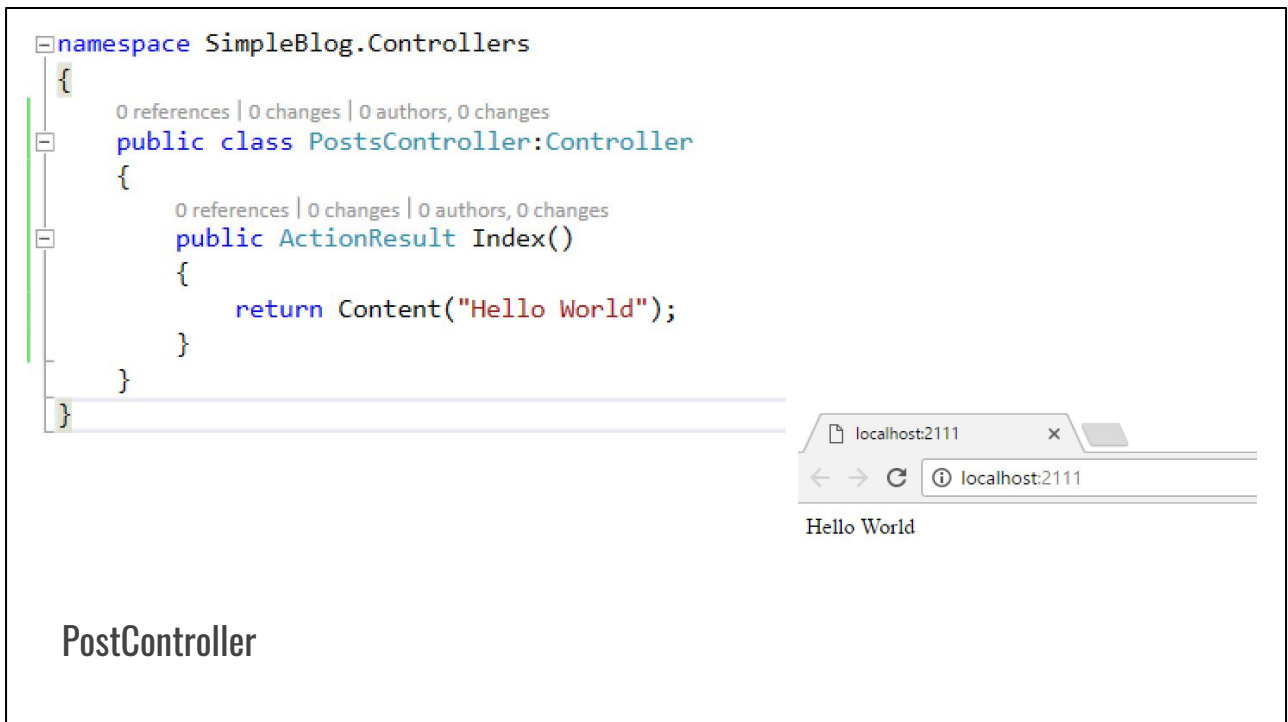 namespace SimpleBlog.Controllers
{
0 references | 0 changes | 0 authors, 0 changes
public class PostsController:Controller
{
0 references | 0 changes | 0 authors, 0 changes
public ActionResult Index()
{
return Content("Hello World");
}
}
}
localhost:2111
localhost:2111
Hello World
PostController